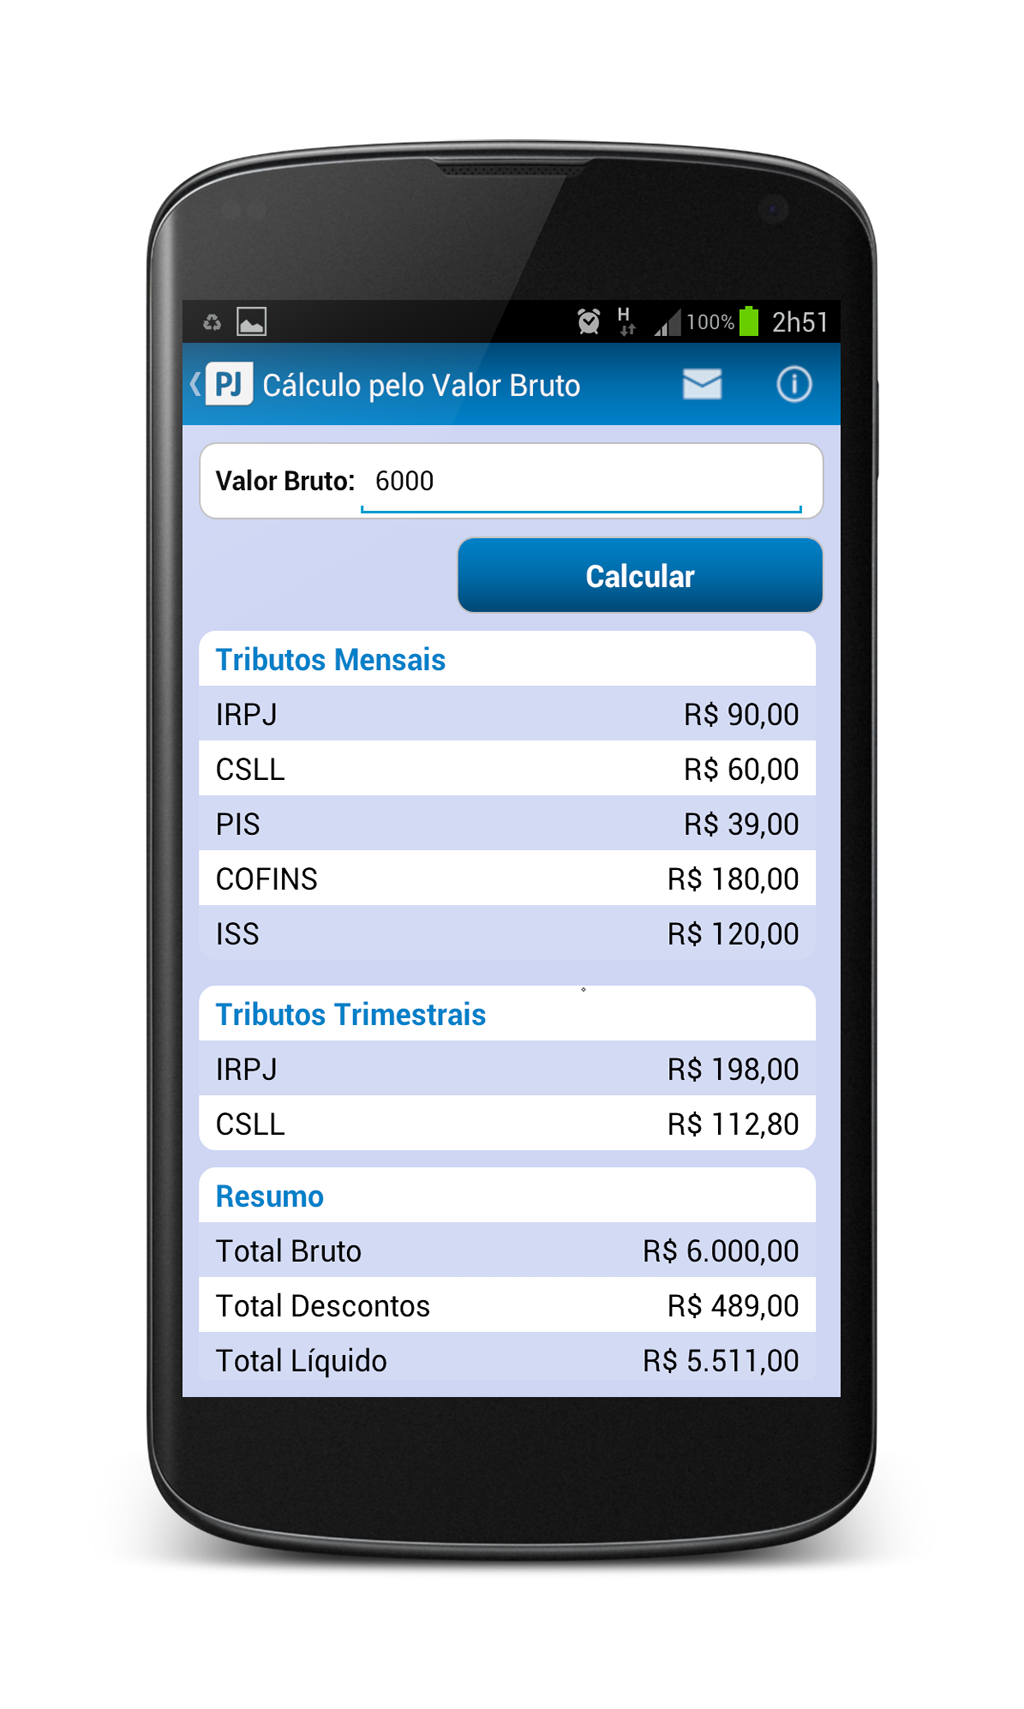 H 100% 2h51
PJ Cálculo pelo Valor Bruto
Valor Bruto: 6000
Calcular
Tributos Mensais
IRPJ R$ 90,00
CSLL R$ 60,00
PIS R$ 39,00
COFINS R$ 180,00
ISS R$ 120,00
Tributos Trimestrais
IRPJ R$ 198,00
CSLL R$ 112,80
Resumo
Total Bruto R$ 6.000,00
Total Descontos R$ 489,00
Total Líquido R$ 5.511,00